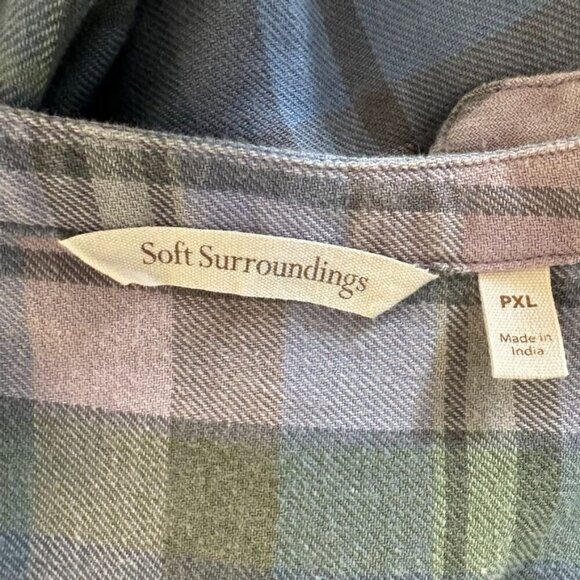 Soft Surroundings
PXL
Made in
India